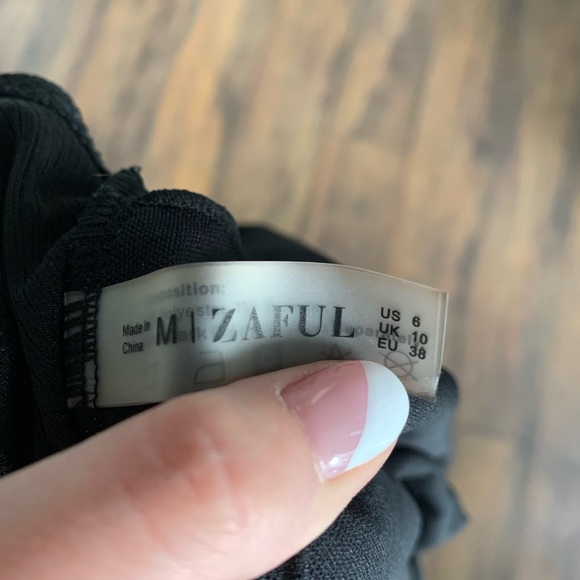 Made in
China
M | ZAFUL
US 6
UK 10
EU 38